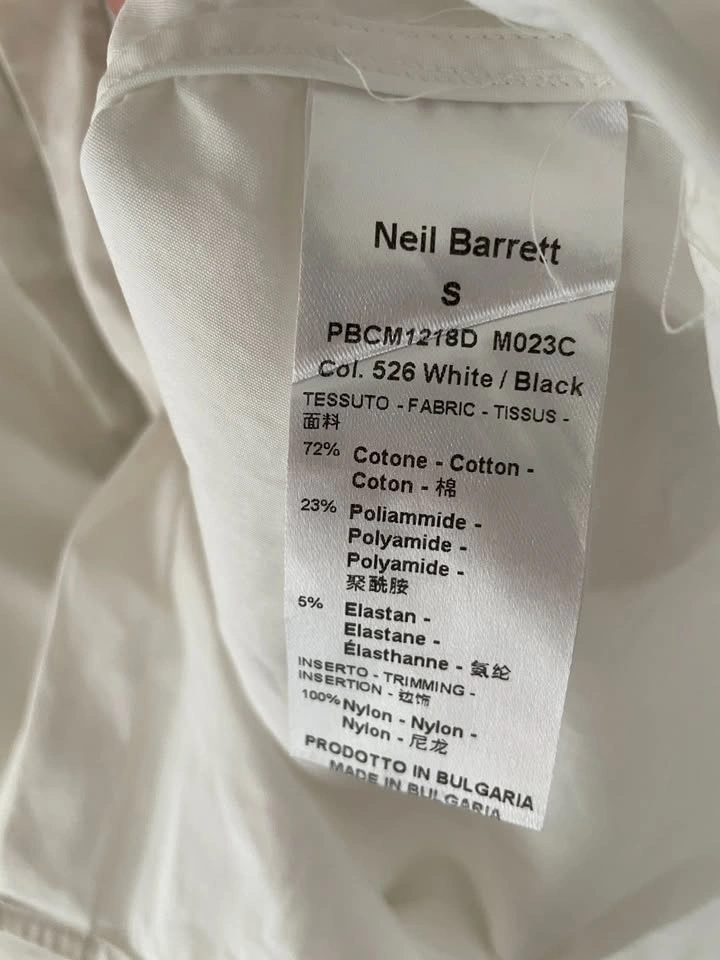 Neil Barrett
S
PBCM1218D M023C
Col. 526 White / Black
TESSUTO - FABRIC - TISSUS -
面料
72% Cotone - Cotton -
Coton - 棉
23% Poliammide -
Polyamide -
Polyamide -
聚酰胺
5% Elastan -
Elastane -
Élasthanne - 氨纶
INSERTO - TRIMMING -
INSERTION - 边饰
100% Nylon - Nylon -
Nylon - 尼龙
PRODOTTO IN BULGARIA
MADE IN BULGARIA